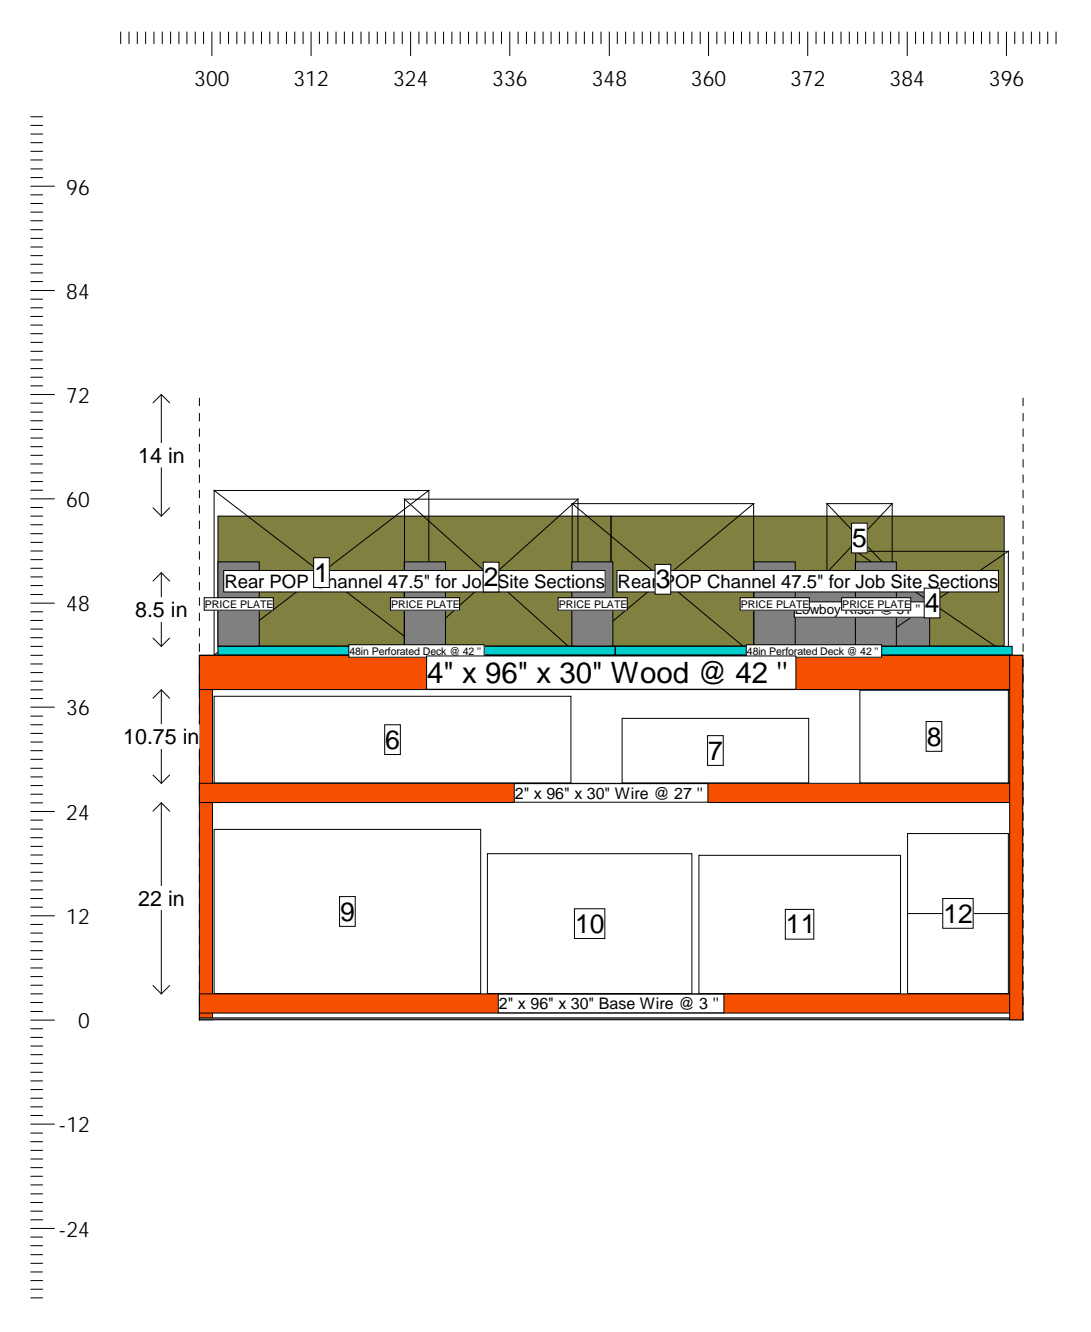 300 312 324 336 348 360 372 384 396
96
84
72
14 in
60
5
1
2
3
Rear POP Channel 47.5" for Job Site Sections
Rear POP Channel 47.5" for Job Site Sections
48
8.5 in
PRICE PLATE
PRICE PLATE
PRICE PLATE
PRICE PLATE
PRICE PLATE
4
Lowboy Riser @
48in Perforated Deck @ 42 "
48in Perforated Deck @ 42 "
4" x 96" x 30" Wood @ 42 "
36
10.75 in
6
7
8
2" x 96" x 30" Wire @ 27 "
24
22 in
9
10
11
12
12
2" x 96" x 30" Base Wire @ 3 "
0
-12
-24